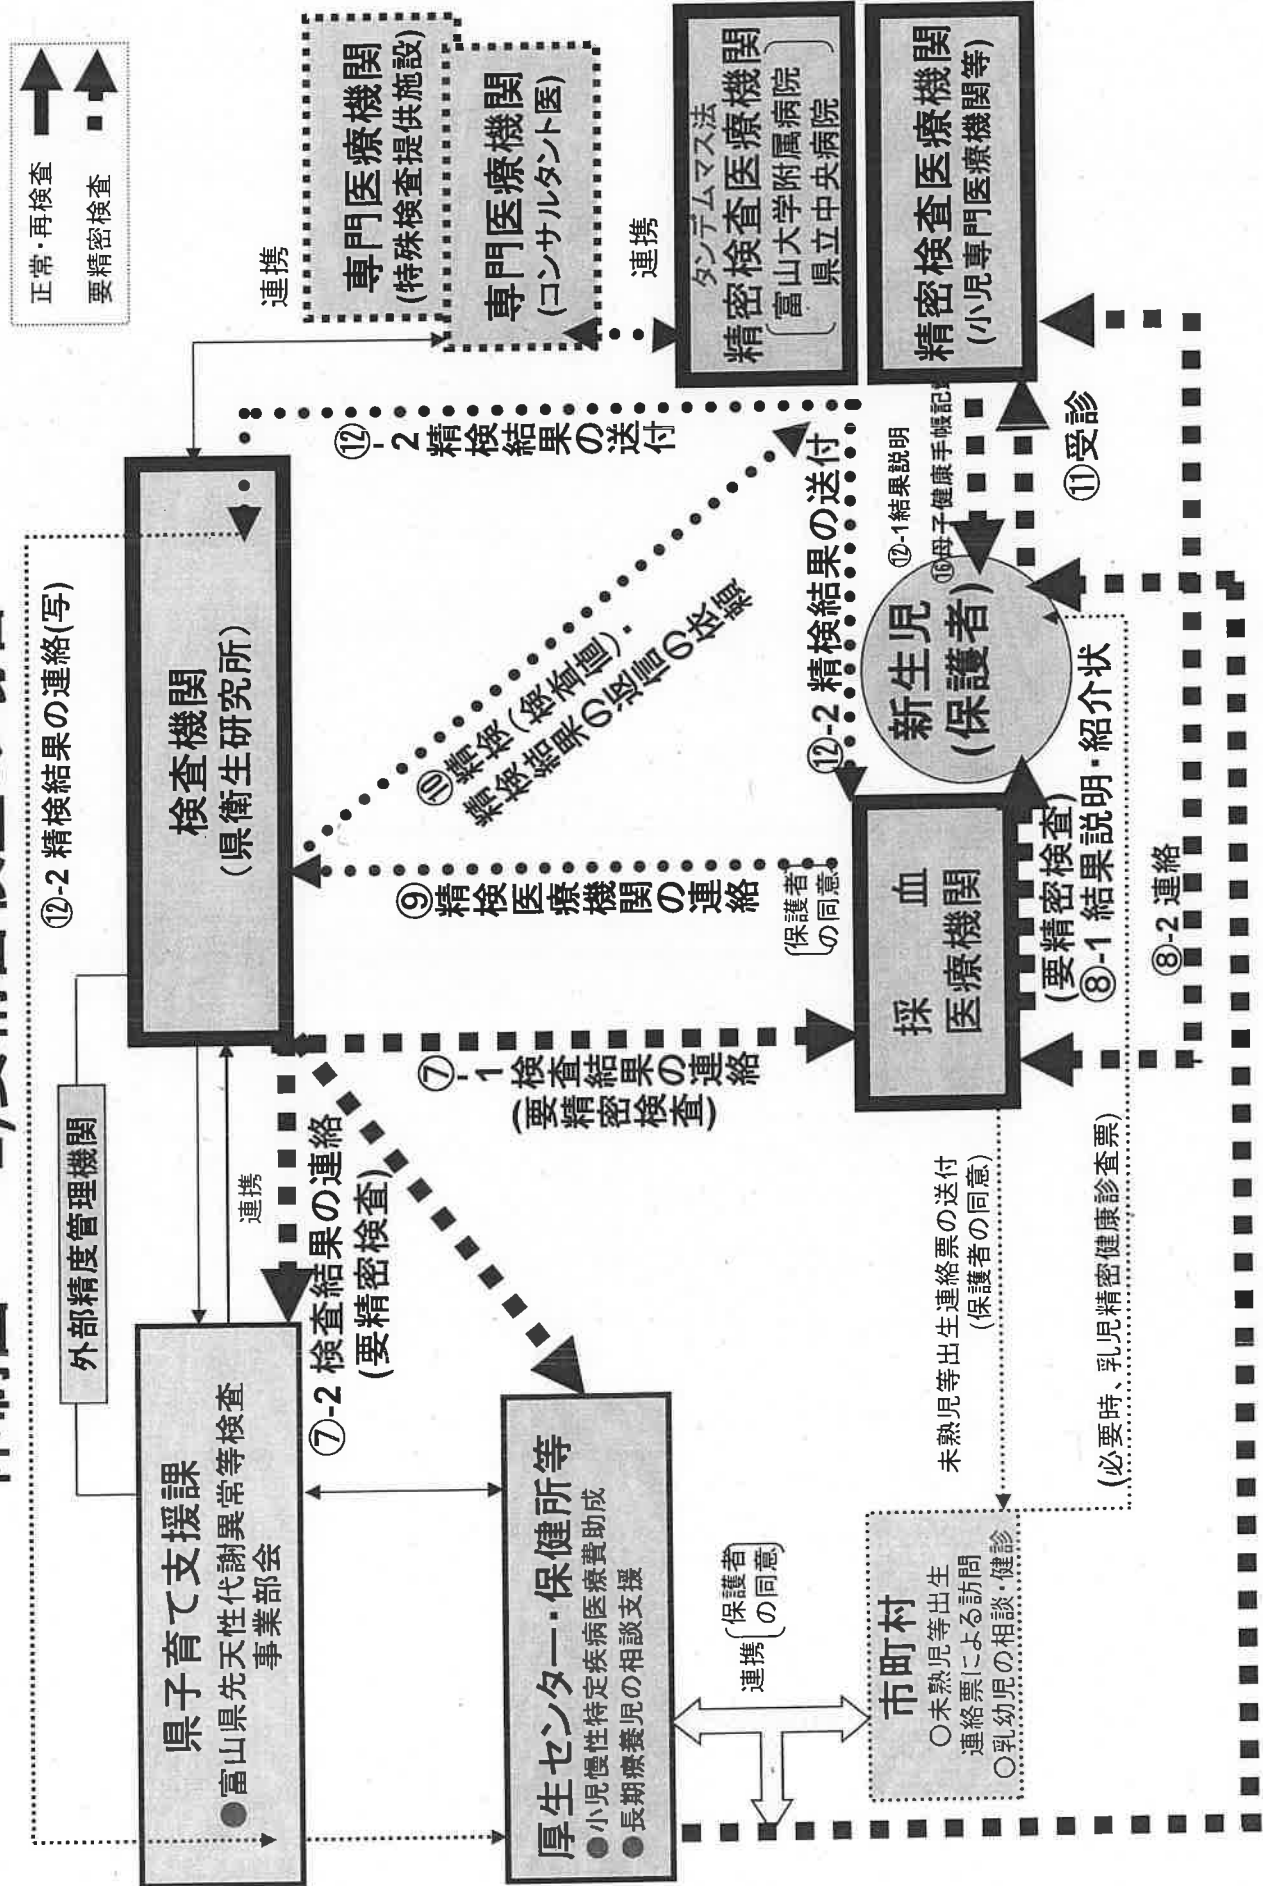 正常・再検査
要精密検査
外部精度管理機関
⑫-2 精検結果の連絡(写)
県子育て支援課
●富山県先天性代謝異常等検査
事業部会
連携
検査機関
（県衛生研究所）
連携
専門医療機関
(特殊検査提供施設)
専門医療機関
(コンサルタント医)
連携
⑦-2 検査結果の連絡
(要精密検査)
⑦-1 検査結果の連絡
(要精密検査)
⑨精検医療機関の連絡
(保護者
の同意)
⑩精検(検査値)・
精検結果の返信の依頼
⑫-2 精検結果の送付
タンデムマス法
精密検査医療機関
富山大学附属病院
県立中央病院
精密検査医療機関
(小児専門医療機関等)
厚生センター・保健所等
●小児慢性特定疾病医療費助成
●長期療養児の相談支援
連携
保護者
の同意
採血
医療機関
⑫-2 精検結果の送付
新生児
(保護者)
⑫-1結果説明
⑯母子健康手帳記
⑪受診
(要精密検査)
⑧-1 結果説明・紹介状
⑧-2 連絡
未熟児等出生連絡票の送付
(保護者の同意)
(必要時、乳児精密健康診査票)
市町村
○未熟児等出生
連絡票による訪問
○乳幼児の相談・健診